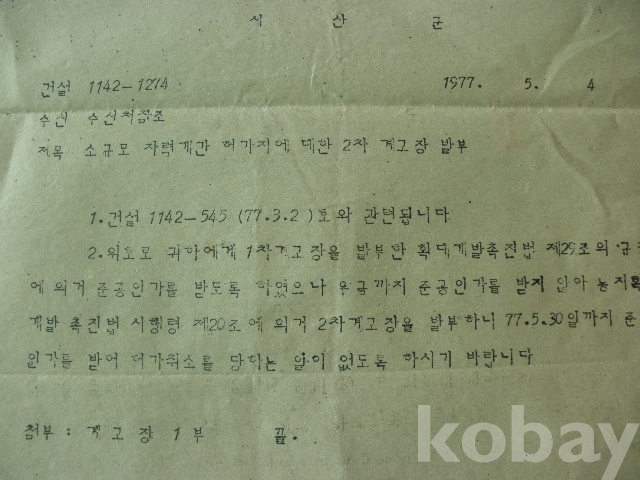 서 산 군
건설 1142-1274 1977. 5. 4
수신 수신처참조
제목 소규모 자력개간 허가지에 대한 2차 계고장 발부
1. 건설 1142-545 (77.3.2)호와 관련됩니다
2. 위호로 귀하에게 1차계고장을 발부한 확대개발촉진법 제29조의
에 의거 준공인가를 받도록 하였으나 우금까지 준공인가를 받지 않아 농지확
개발 촉진법 시행령 제20조에 의거 2차계고장을 발부하니 77.5.30일까지 준
인가를 받어 허가취소를 당하는 일이 없도록 하시기 바랍니다
첨부 : 계고장 1부 끝.
kobay